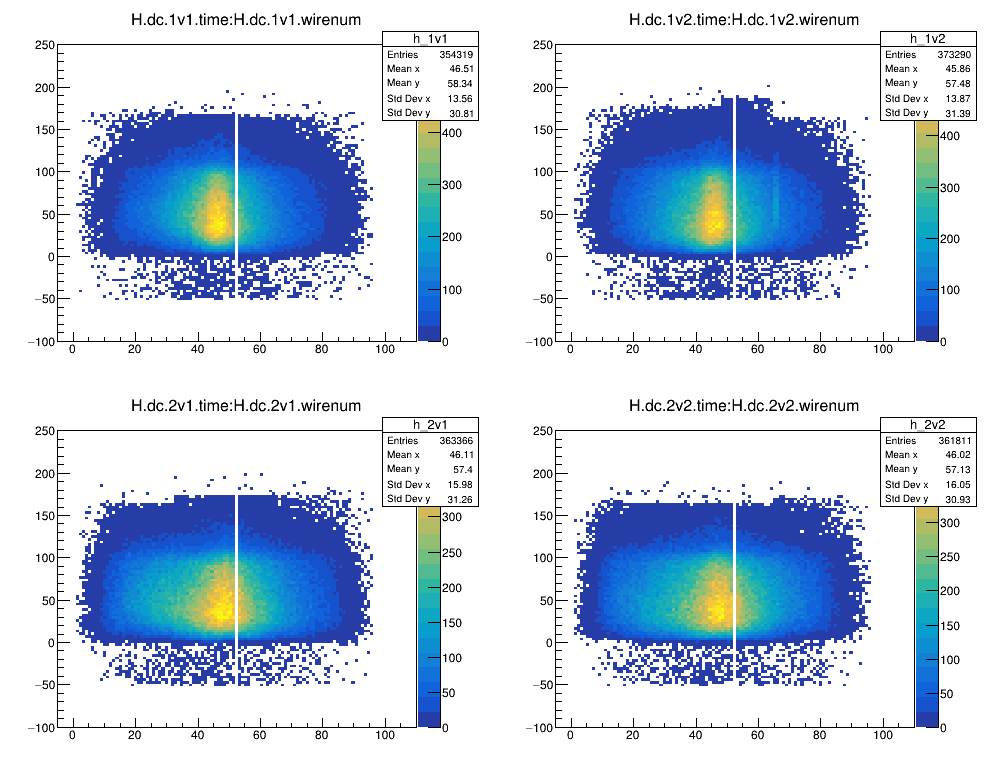 H.dc.1v1.time:H.dc.1v1.wirenum
h_1v1
Entries 354319
Mean x 46.51
Mean y 58.34
Std Dev x 13.56
Std Dev y 30.81
250
200
150
100
50
0
−50
−100
0 20 40 60 80 100
400
300
200
100
0
H.dc.1v2.time:H.dc.1v2.wirenum
h_1v2
Entries 373290
Mean x 45.86
Mean y 57.48
Std Dev x 13.87
Std Dev y 31.39
250
200
150
100
50
0
−50
−100
0 20 40 60 80 100
400
300
200
100
0
H.dc.2v1.time:H.dc.2v1.wirenum
h_2v1
Entries 363366
Mean x 46.11
Mean y 57.4
Std Dev x 15.98
Std Dev y 31.26
250
200
150
100
50
0
−50
−100
0 20 40 60 80 100
300
250
200
150
100
50
0
H.dc.2v2.time:H.dc.2v2.wirenum
h_2v2
Entries 361811
Mean x 46.02
Mean y 57.13
Std Dev x 16.05
Std Dev y 30.93
250
200
150
100
50
0
−50
−100
0 20 40 60 80 100
300
250
200
150
100
50
0